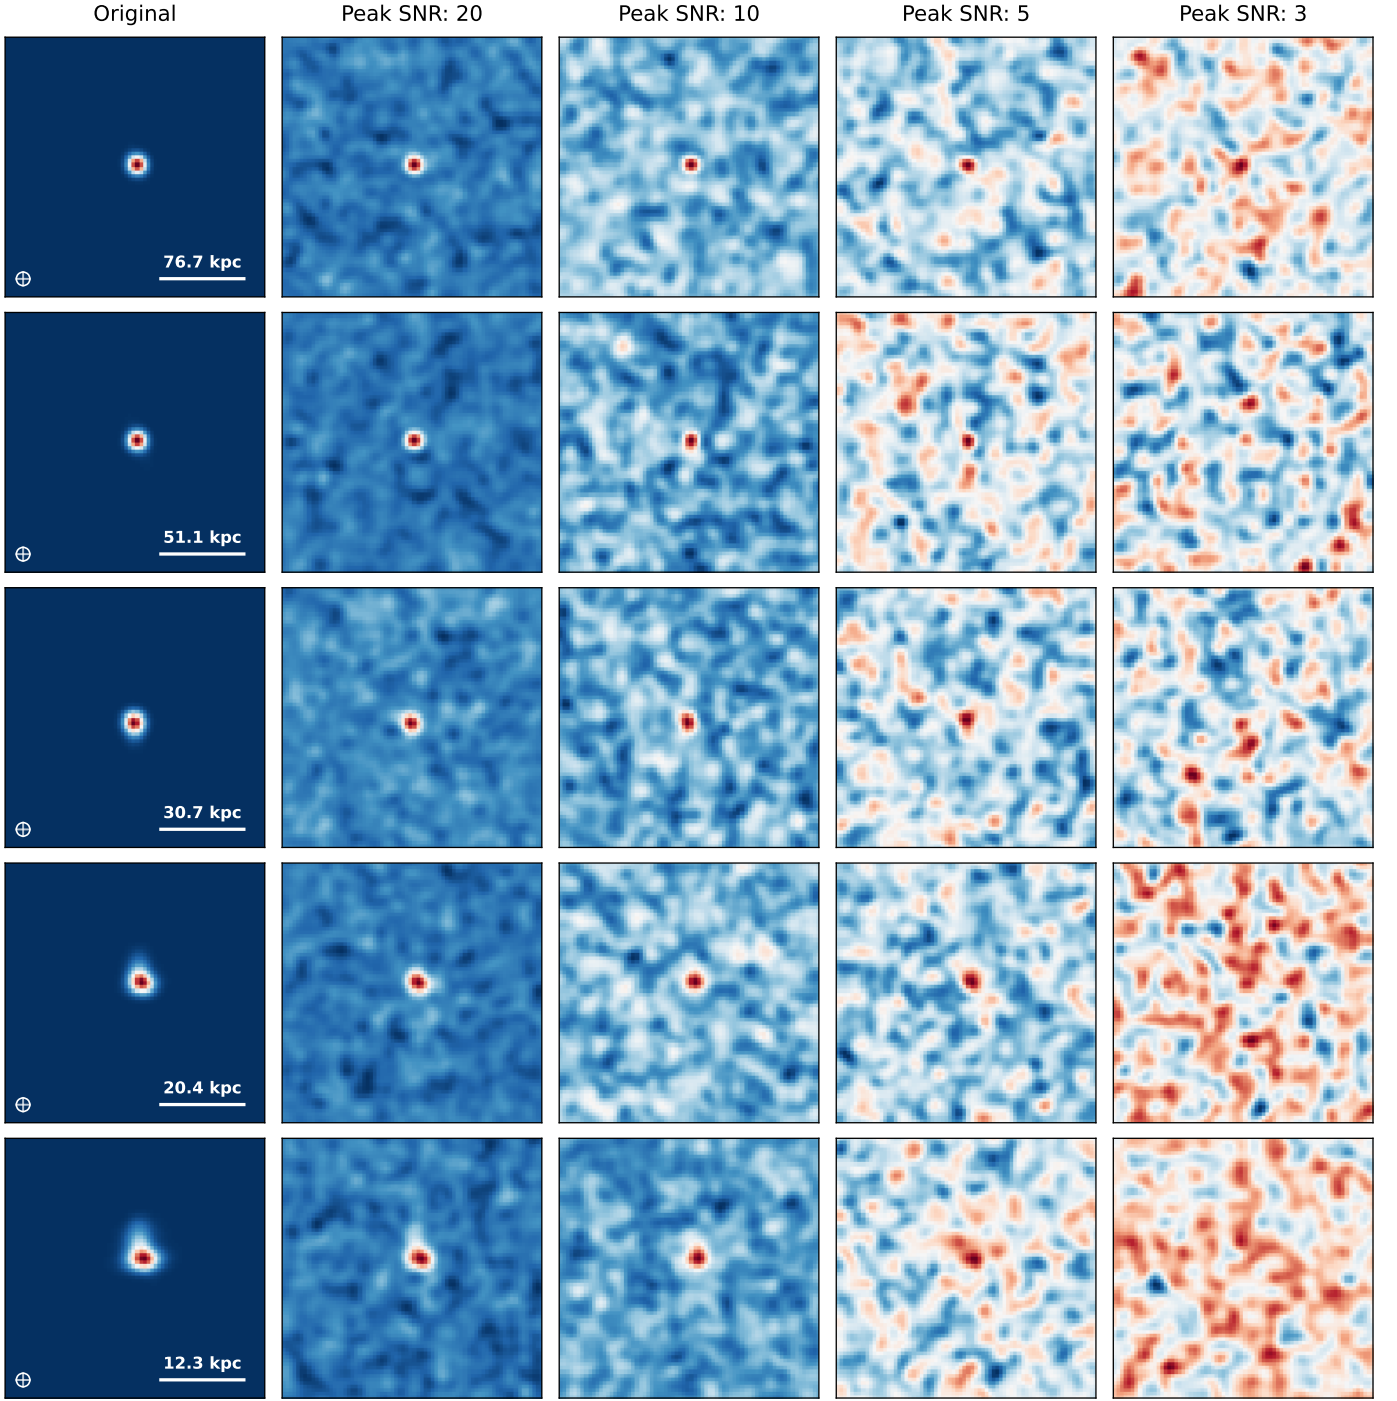 Original Peak SNR: 20 Peak SNR: 10 Peak SNR: 5 Peak SNR: 3
76.7 kpc
51.1 kpc
30.7 kpc
20.4 kpc
12.3 kpc